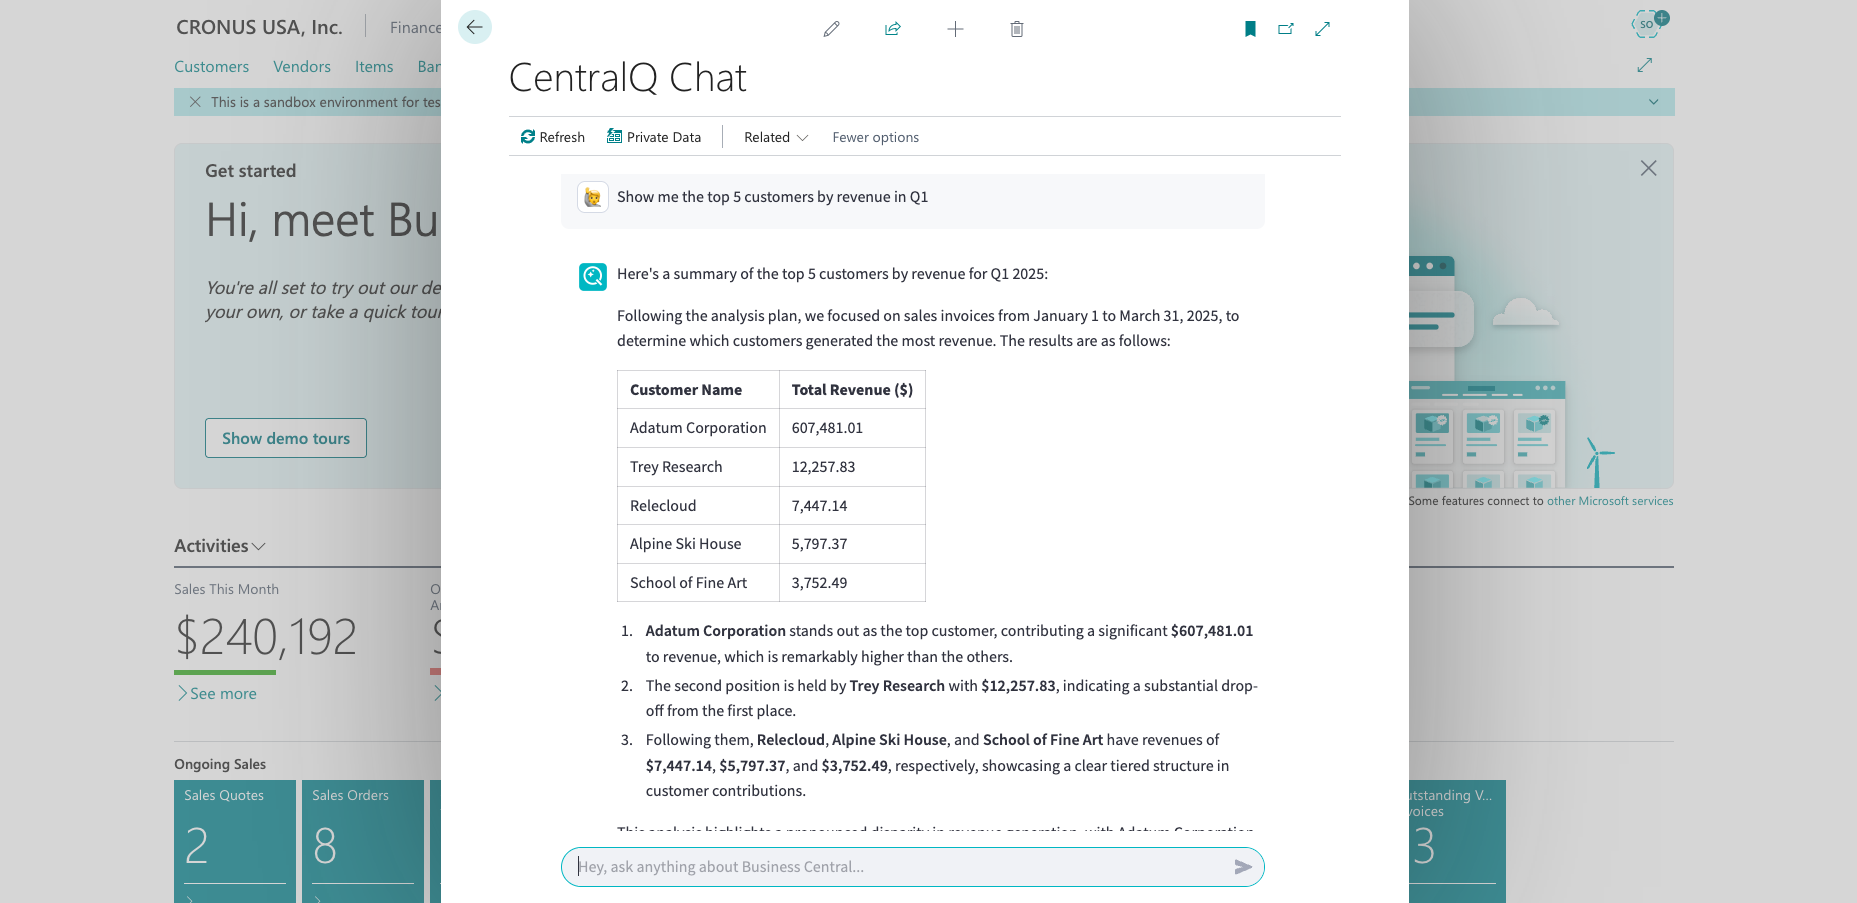 CRONUS USA, Inc.
Finance
Customers Vendors Items
This is a sandbox environment for
Get started
Hi, meet
You're all set to try out our
your own, or take a quick
Show demo tours
Activities
Sales This Month
$240,192
See more
Ongoing Sales
Sales Quotes
2
Sales Orders
8
CentralQ Chat
Refresh Private Data Related Fewer options
Show me the top 5 customers by revenue in Q1
Here's a summary of the top 5 customers by revenue for Q1 2025:
Following the analysis plan, we focused on sales invoices from January 1 to March 31, 2025, to
determine which customers generated the most revenue. The results are as follows:
Customer Name Total Revenue ($)
Adatum Corporation 607,481.01
Trey Research 12,257.83
Relecloud 7,447.14
Alpine Ski House 5,797.37
School of Fine Art 3,752.49
1. Adatum Corporation stands out as the top customer, contributing a significant $607,481.01
to revenue, which is remarkably higher than the others.
2. The second position is held by Trey Research with $12,257.83, indicating a substantial drop-
off from the first place.
3. Following them, Relecloud, Alpine Ski House, and School of Fine Art have revenues of
$7,447.14, $5,797.37, and $3,752.49, respectively, showcasing a clear tiered structure in
customer contributions.
This analysis highlights a pronounced disparity in revenue generation, with Adatum Corporation
Hey, ask anything about Business Central...
SO
Some features connect to other Microsoft services
utstanding V...
voices
3